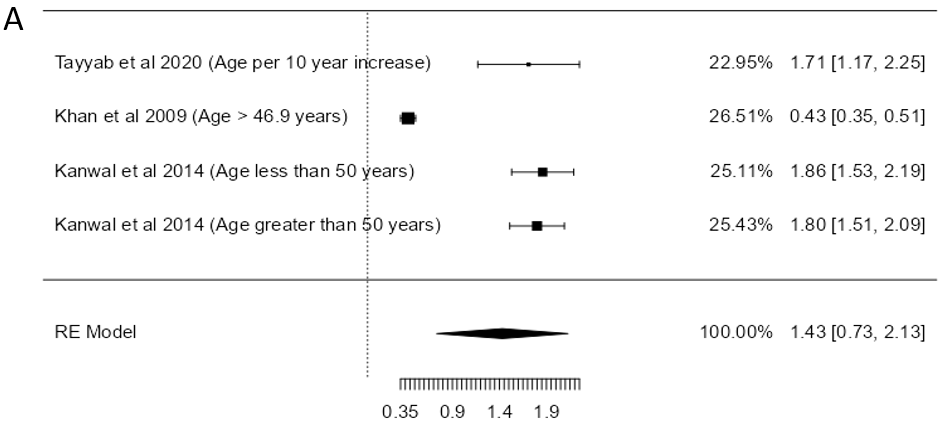 A
Tayyab et al 2020 (Age per 10 year increase) 22.95% 1.71 [1.17, 2.25]
Khan et al 2009 (Age > 46.9 years) 26.51% 0.43 [0.35, 0.51]
Kanwal et al 2014 (Age less than 50 years) 25.11% 1.86 [1.53, 2.19]
Kanwal et al 2014 (Age greater than 50 years) 25.43% 1.80 [1.51, 2.09]
RE Model 100.00% 1.43 [0.73, 2.13]
0.35 0.9 1.4 1.9